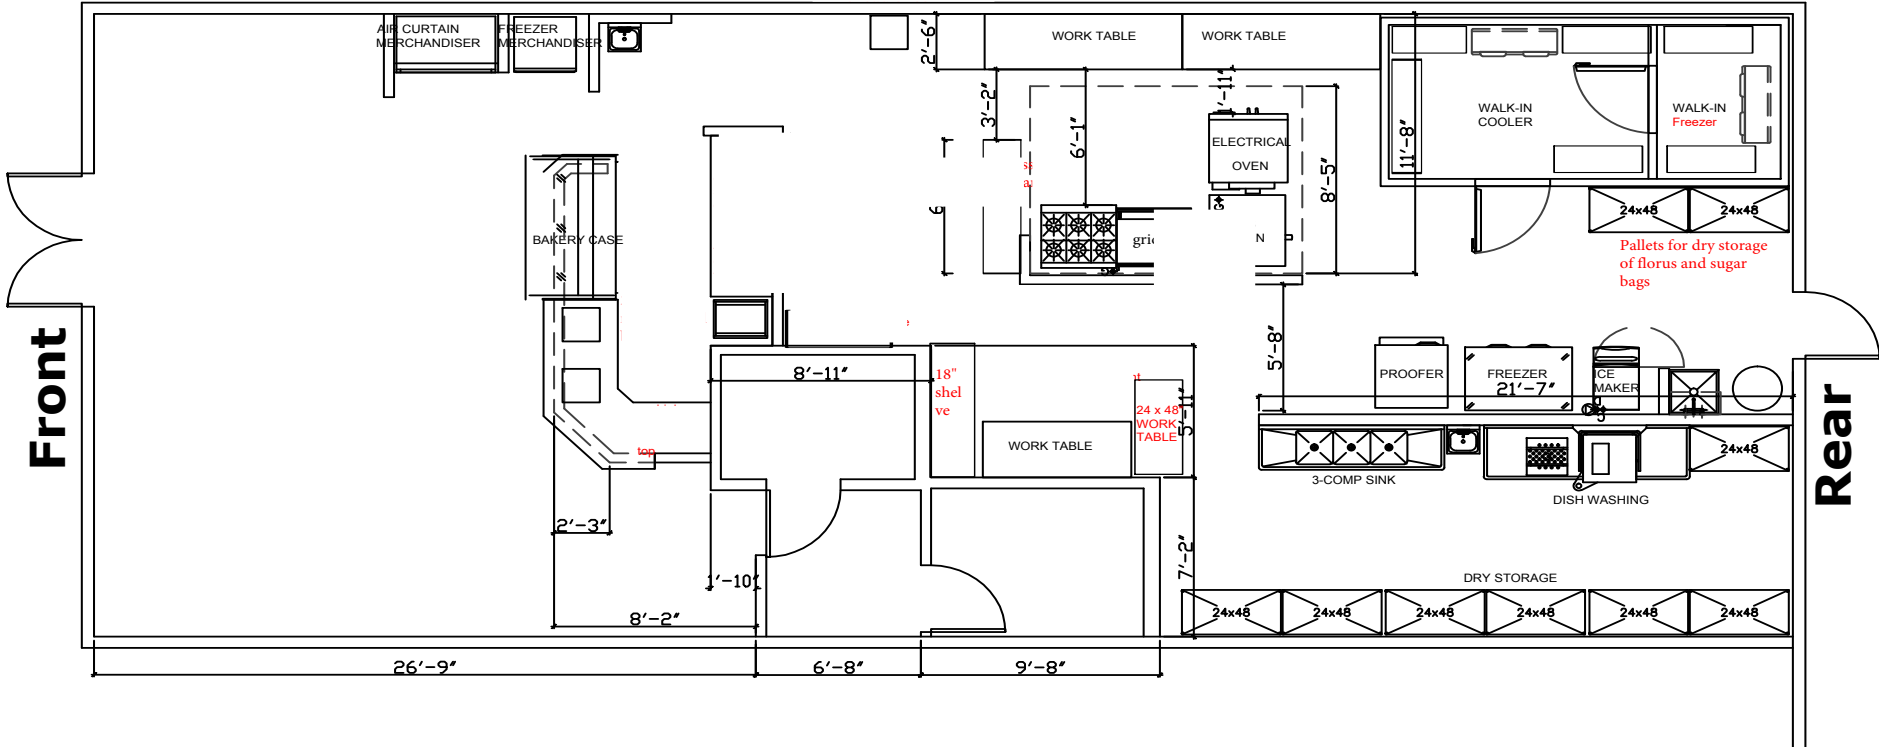 AIR CURTAIN
MERCHANDISER
FREEZER
MERCHANDISER
2'-6"
WORK TABLE
WORK TABLE
3'-2"
6'-1"
11'-8"
8'-5"
WALK-IN
COOLER
WALK-IN
Freezer
ELECTRICAL
OVEN
24x48
24x48
Pallets for dry storage
of florus and sugar
bags
BAKERY CASE
6
N
Front
8'-11"
18"
shel
ve
24 x 48"
WORK
TABLE
5'-11"
WORK TABLE
top
5'-8"
PROOFER
FREEZER
21'-7"
ICE
MAKER
Rear
24x48
3-COMP SINK
DISH WASHING
2'-3"
1'-10"
8'-2"
7'-2"
DRY STORAGE
24x48
24x48
24x48
24x48
24x48
24x48
26'-9"
6'-8"
9'-8"